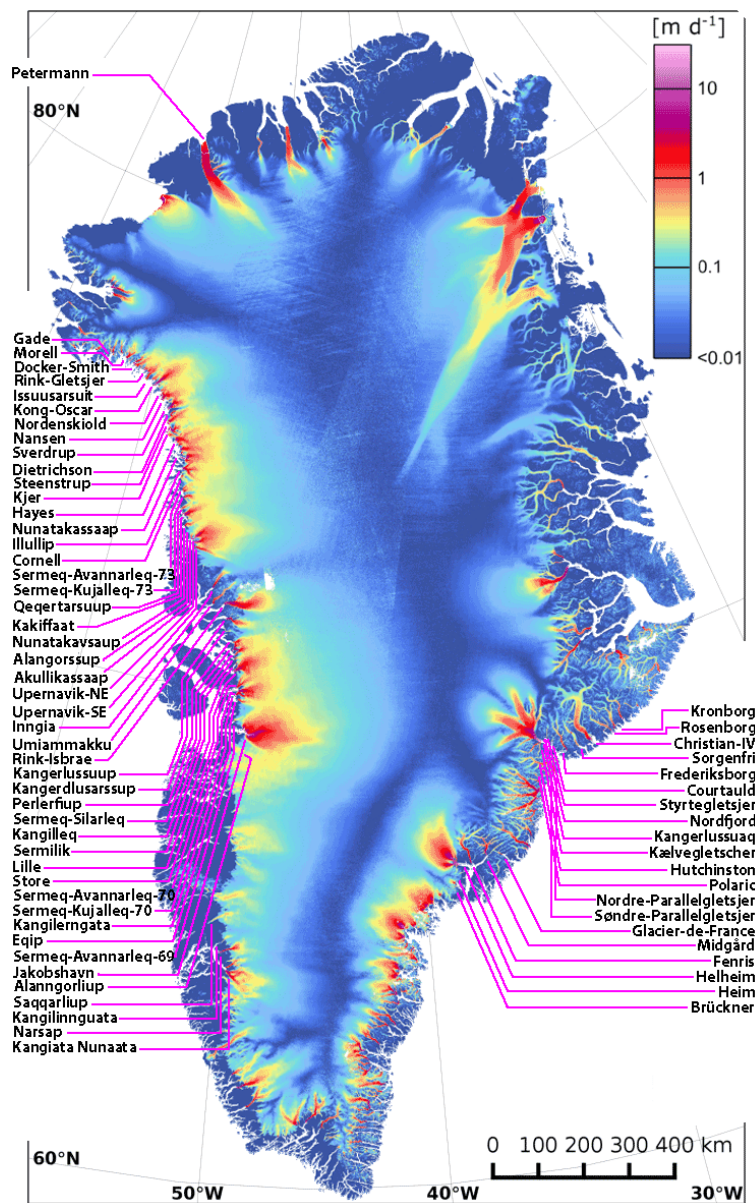 [m d⁻¹]
Petermann
10
80°N
1
0.1
<0.01
Gade
Morell
Docker-Smith
Rink-Gletsjer
Issuusarsuit
Kong-Oscar
Nordenskiold
Nansen
Sverdrup
Dietrichson
Steenstrup
Kjer
Hayes
Nunatakassaap
Illullip
Cornell
Sermeq-Avannarleq-73
Sermeq-Kujalleq-73
Qeqertarsuup
Kakiffaat
Nunatakavsaup
Alangorssup
Akullikassaap
Upernavik-NE
Upernavik-SE
Inngia
Umiammakku
Rink-Isbrae
Kangerlussuup
Kangerdlusarssup
Perlerfiup
Sermeq-Silarleq
Kangilleq
Sermilik
Lille
Store
Sermeq-Avannarleq-70
Sermeq-Kujalleq-70
Kangilerngata
Eqip
Sermeq-Avannarleq-69
Jakobshavn
Alanngorliup
Saqqarliup
Kangilinnguata
Narsap
Kangiata Nunaata
Kronborg
Rosenborg
Christian-IV
Sorgenfri
Frederiksborg
Courtauld
Styrtegletsjer
Nordfjord
Kangerlussuaq
Kælvegletscher
Hutchinston
Polaric
Nordre-Parallelgletsjer
Søndre-Parallelgletsjer
Glacier-de-France
Midgård
Fenris
Helheim
Heim
Brückner
0 100 200 300 400 km
60°N
50°W
40°W
30°W